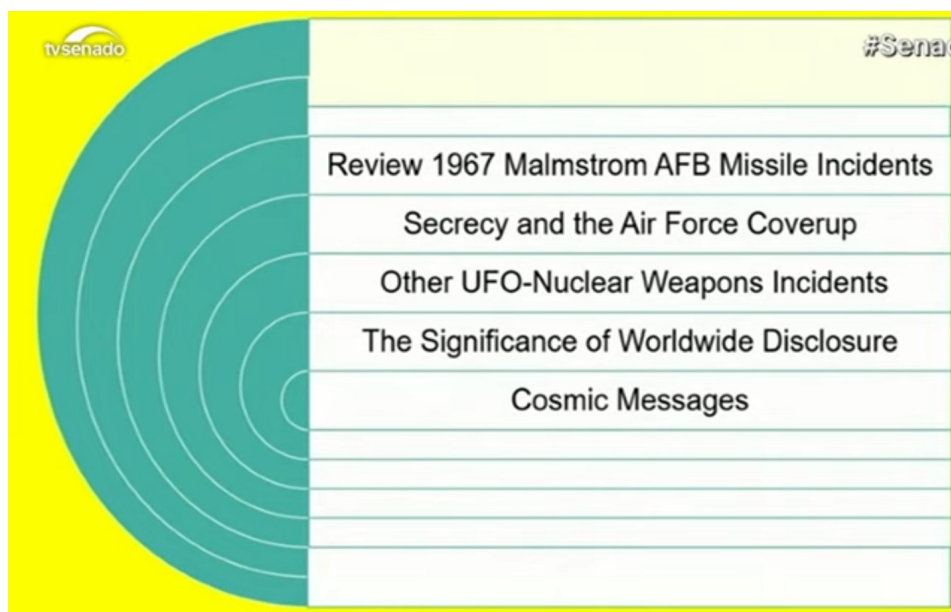 tvsenado
#Senad
Review 1967 Malmstrom AFB Missile Incidents
Secrecy and the Air Force Coverup
Other UFO-Nuclear Weapons Incidents
The Significance of Worldwide Disclosure
Cosmic Messages